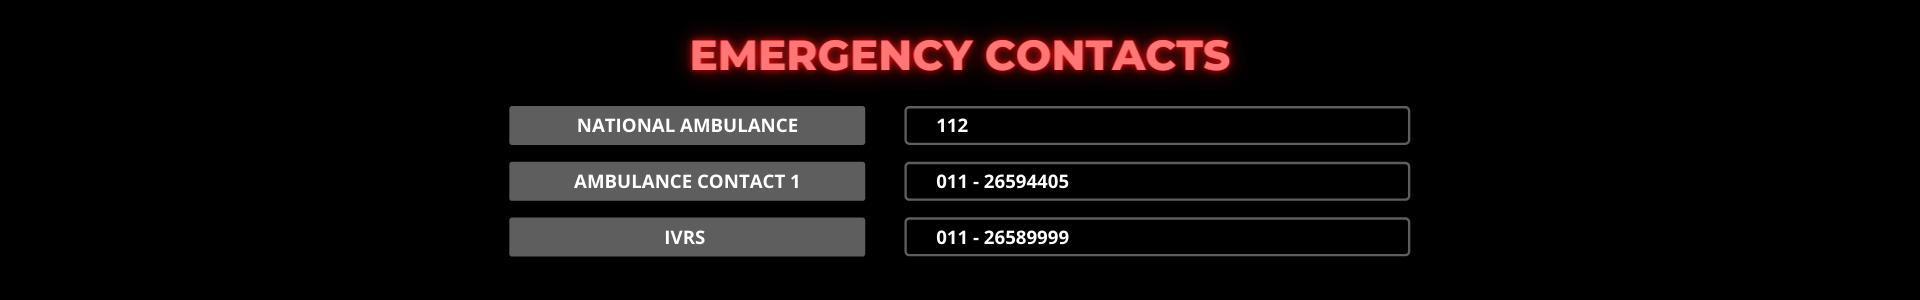 EMERGENCY CONTACTS
NATIONAL AMBULANCE 112
AMBULANCE CONTACT 1 011 - 26594405
IVRS 011 - 26589999